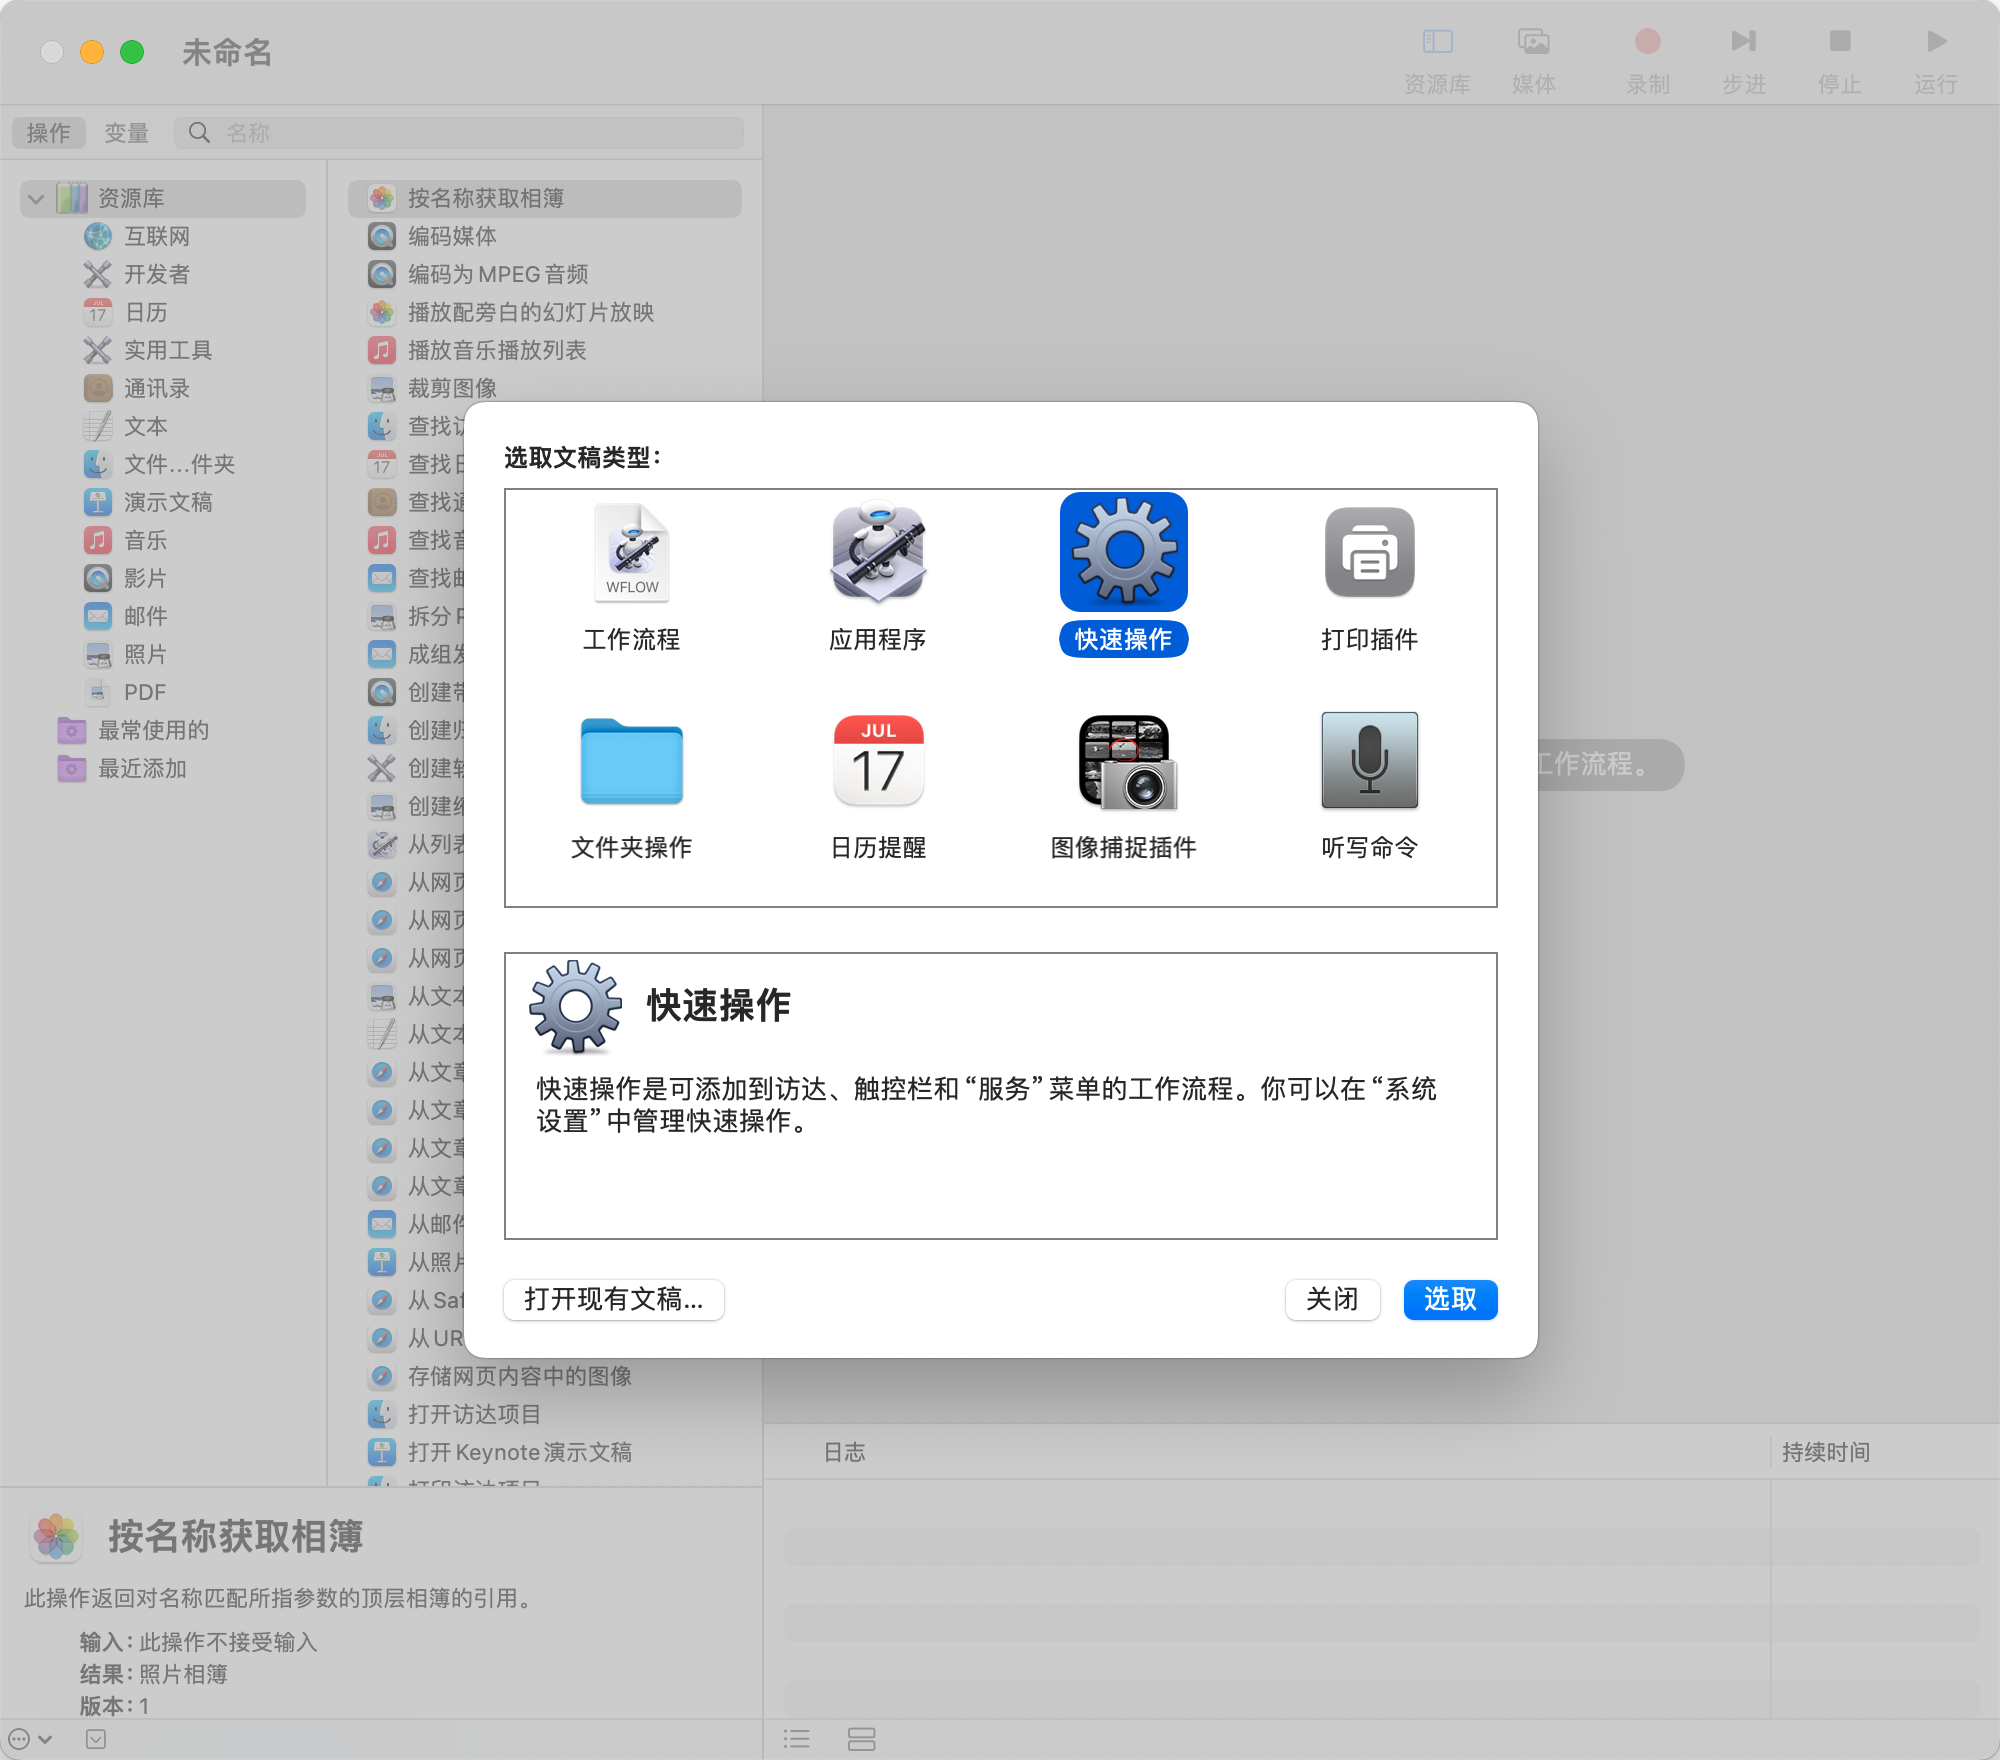 未命名
资源库
媒体
录制
步进
停止
运行
操作
变量
名称
资源库
互联网
开发者
日历
实用工具
通讯录
文本
文件...件夹
演示文稿
音乐
影片
邮件
照片
PDF
最常使用的
最近添加
按名称获取相簿
编码媒体
编码为 MPEG 音频
播放配旁白的幻灯片放映
播放音乐播放列表
裁剪图像
查找
查找
查找
查找
查找
拆分
成组
创建
创建
创建
创建
从列
从网
从网
从网
从文
从文
从文
从文
从文
从文
从邮
从照
从 Saf
从 UR
存储网页内容中的图像
打开访达项目
打开 Keynote 演示文稿
选取文稿类型：
WFLOW
工作流程
应用程序
快速操作
打印插件
文件夹操作
JUL
17
日历提醒
图像捕捉插件
听写命令
工作流程。
快速操作
快速操作是可添加到访达、触控栏和“服务”菜单的工作流程。你可以在“系统
设置”中管理快速操作。
打开现有文稿...
关闭
选取
日志
持续时间
按名称获取相簿
此操作返回对名称匹配所指参数的顶层相簿的引用。
输入：此操作不接受输入
结果：照片相簿
版本：1